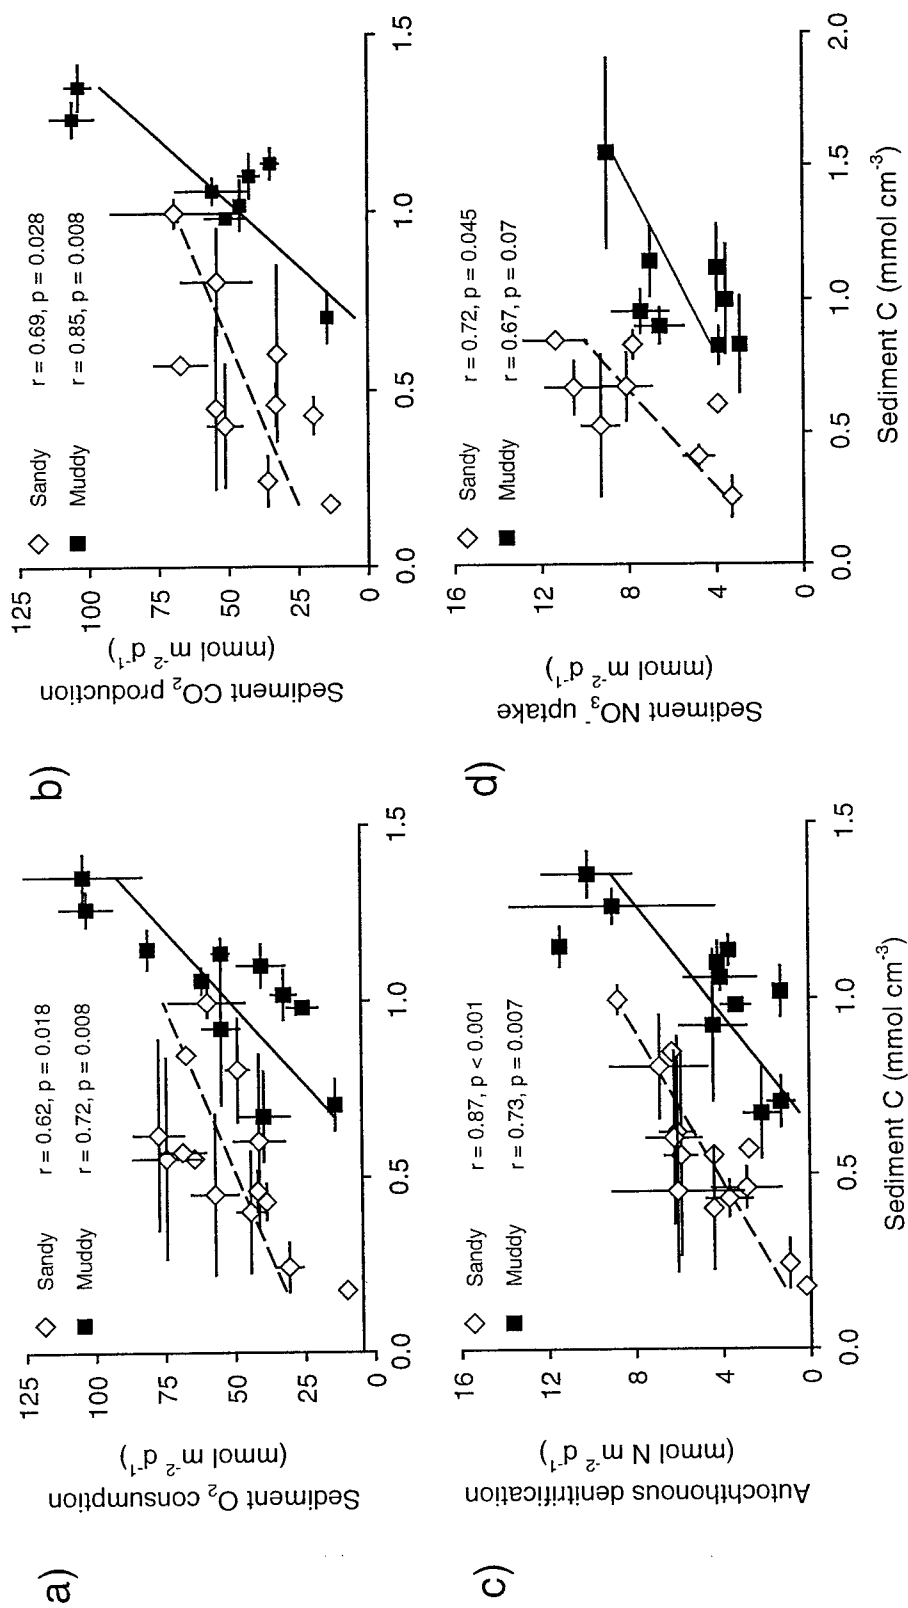 a)
Sediment O₂ consumption
(mmol m⁻² d⁻¹)
125
100
75
50
25
0
Sandy r = 0.62, p = 0.018
Muddy r = 0.72, p = 0.008
0.0 0.5 1.0 1.5
b)
Sediment CO₂ production
(mmol m⁻² d⁻¹)
125
100
75
50
25
0
Sandy r = 0.69, p = 0.028
Muddy r = 0.85, p = 0.008
0.0 0.5 1.0 1.5
c)
Autochthonous denitrification
(mmol N m⁻² d⁻¹)
16
12
8
4
0
Sandy r = 0.87, p < 0.001
Muddy r = 0.73, p = 0.007
0.0 0.5 1.0 1.5
Sediment C (mmol cm⁻³)
d)
Sediment NO₃⁻ uptake
(mmol m⁻² d⁻¹)
16
12
8
4
0
Sandy r = 0.72, p = 0.045
Muddy r = 0.67, p = 0.07
0.0 0.5 1.0 1.5 2.0
Sediment C (mmol cm⁻³)